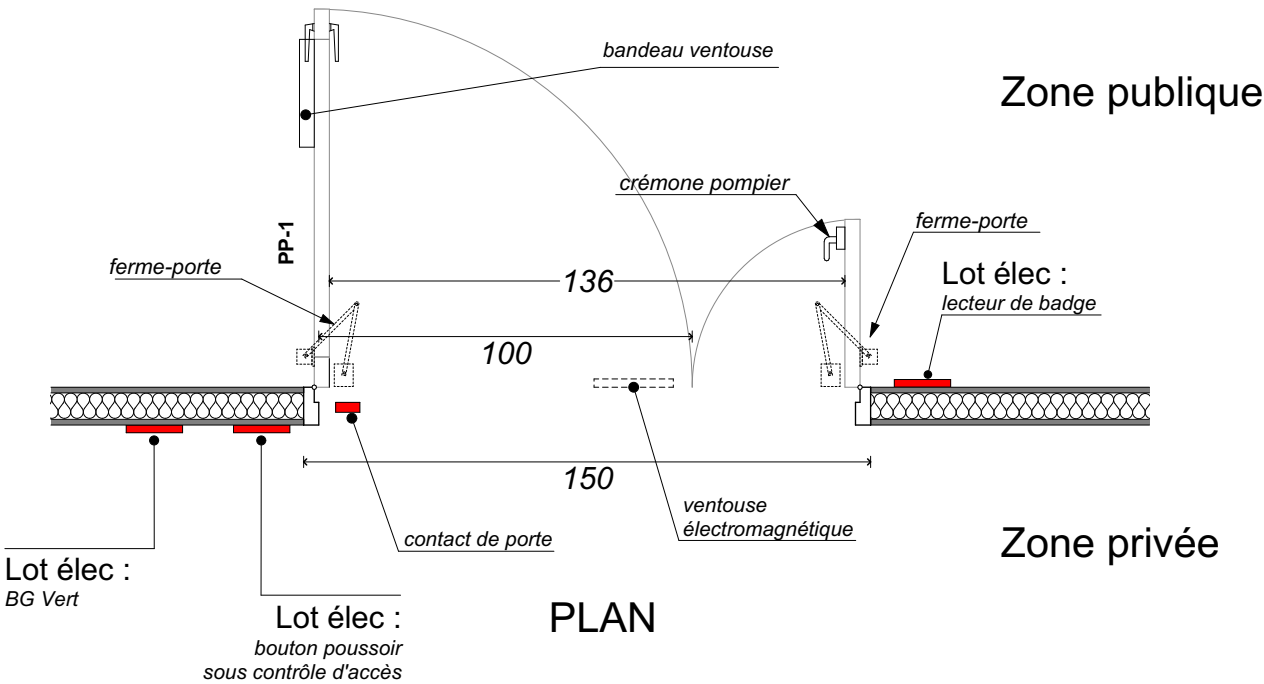 bandeau ventouse
Zone publique
crémone pompier
PP-1
ferme-porte
ferme-porte
136
Lot élec :
lecteur de badge
100
150
ventouse
électromagnétique
contact de porte
Zone privée
Lot élec :
BG Vert
Lot élec :
bouton poussoir
sous contrôle d'accès
PLAN